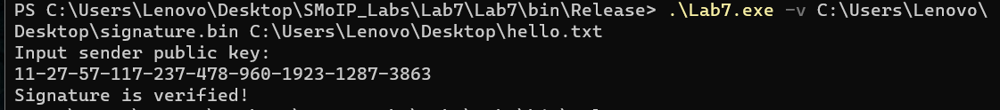 PS C:\Users\Lenovo\Desktop\SMoIP_Labs\Lab7\Lab7\bin\Release> .\Lab7.exe -v C:\Users\Lenovo\
Desktop\signature.bin C:\Users\Lenovo\Desktop\hello.txt
Input sender public key:
11-27-57-117-237-478-960-1923-1287-3863
Signature is verified!